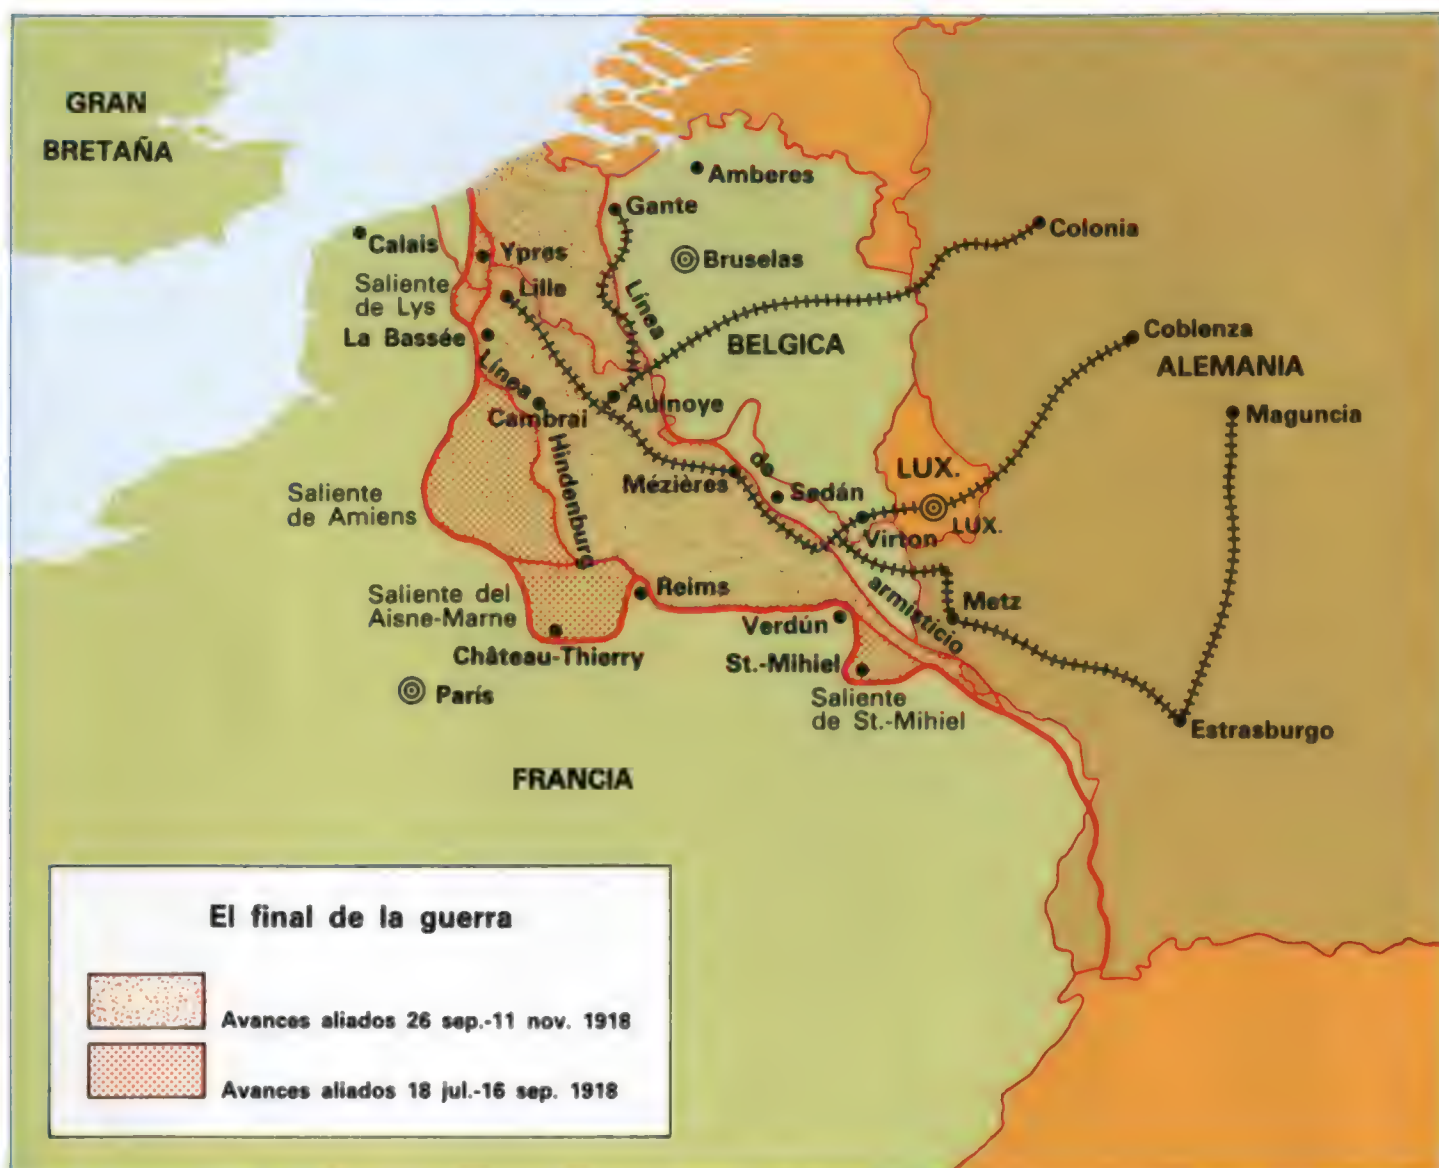 GRAN
BRETAÑA
Amberes
Gante
Calais
Ypres
Bruselas
Colonia
Saliente
de Lys
Lille
Línea
La Bassée
BELGICA
Coblenza
ALEMANIA
Línea
Cambrai
Aulnoye
Maguncia
Hindenburg
de
LUX.
Saliente
de Amiens
Mézières
Sedán
Virton
LUX.
Saliente del
Aisne-Marne
Reims
armisticio
Metz
Verdún
Château-Thierry
St.-Mihiel
París
Saliente
de St.-Mihiel
Estrasburgo
FRANCIA
El final de la guerra
Avances aliados 26 sep.-11 nov. 1918
Avances aliados 18 jul.-16 sep. 1918